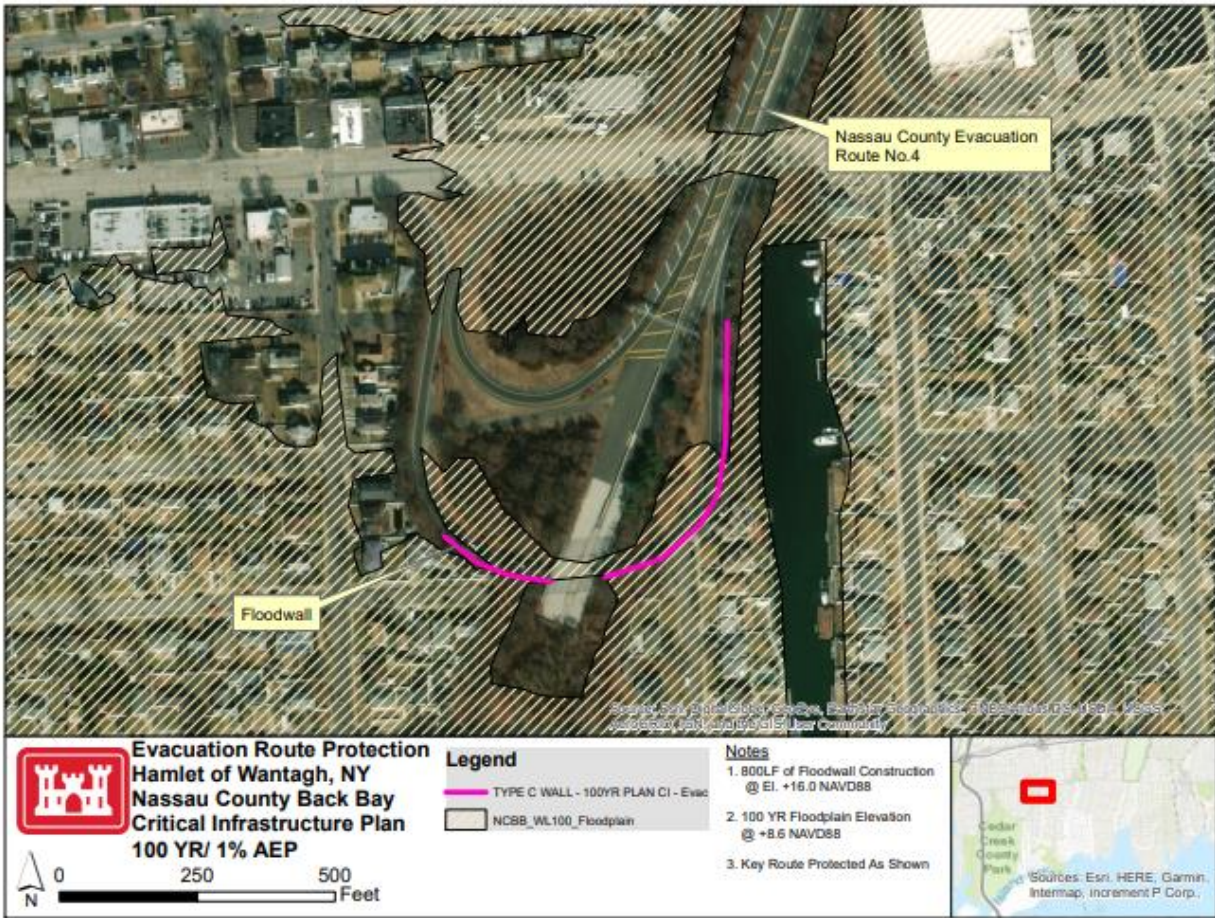 Nassau County Evacuation
Route No.4
Floodwall
Evacuation Route Protection
Hamlet of Wantagh, NY
Nassau County Back Bay
Critical Infrastructure Plan
100 YR/ 1% AEP
N
0 250 500
Feet
Legend
TYPE C WALL - 100YR PLAN CI - Evac
NCBB_WL100_Floodplain
Notes
1. 800LF of Floodwall Construction
@ El. +16.0 NAVD88
2. 100 YR Floodplain Elevation
@ +8.6 NAVD88
3. Key Route Protected As Shown
Cedar
Creek
County
Park
Sources: Esri, HERE, Garmin,
Intermap, increment P Corp.,